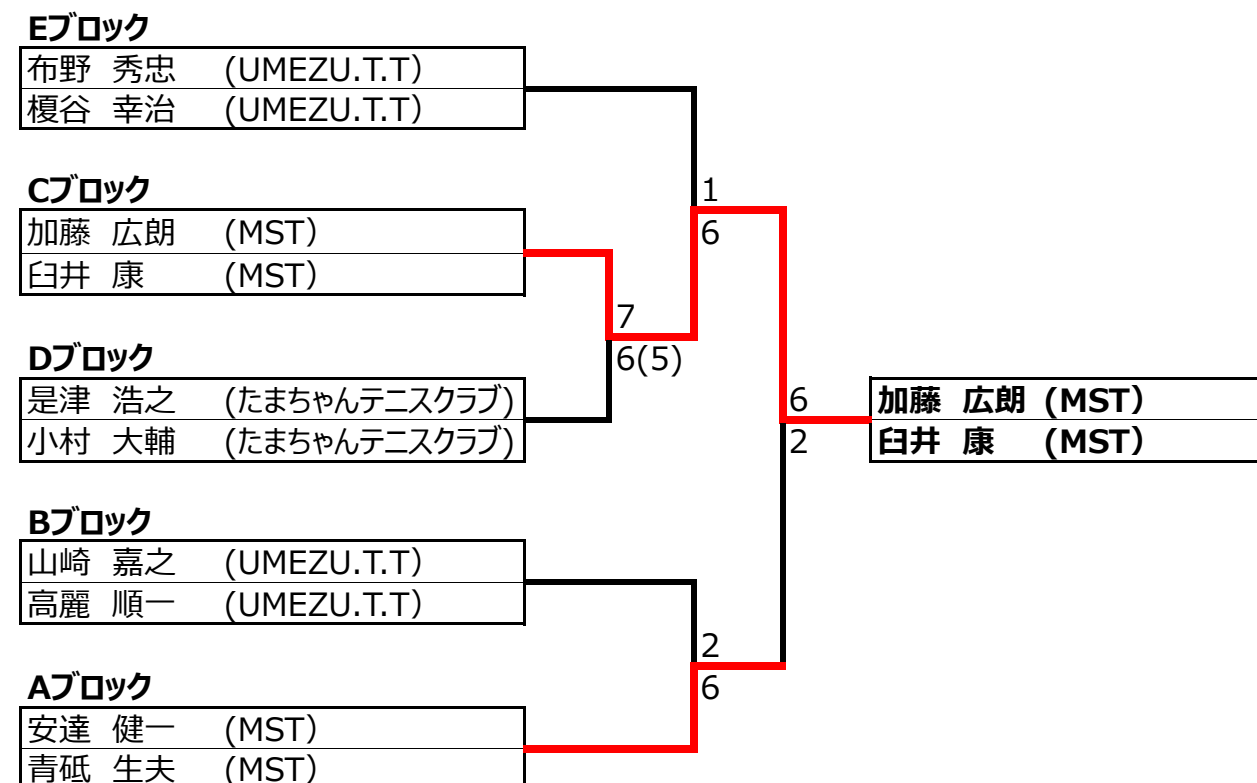 Eブロック
布野 秀忠 (UMEZU.T.T)
榎谷 幸治 (UMEZU.T.T)
Cブロック
1
加藤 広朗 (MST)
6
臼井 康 (MST)
7
Dブロック
6(5)
是津 浩之 (たまちゃんテニスクラブ)
6
加藤 広朗 (MST)
小村 大輔 (たまちゃんテニスクラブ)
2
臼井 康 (MST)
Bブロック
山崎 嘉之 (UMEZU.T.T)
高麗 順一 (UMEZU.T.T)
2
Aブロック
6
安達 健一 (MST)
青砥 生夫 (MST)